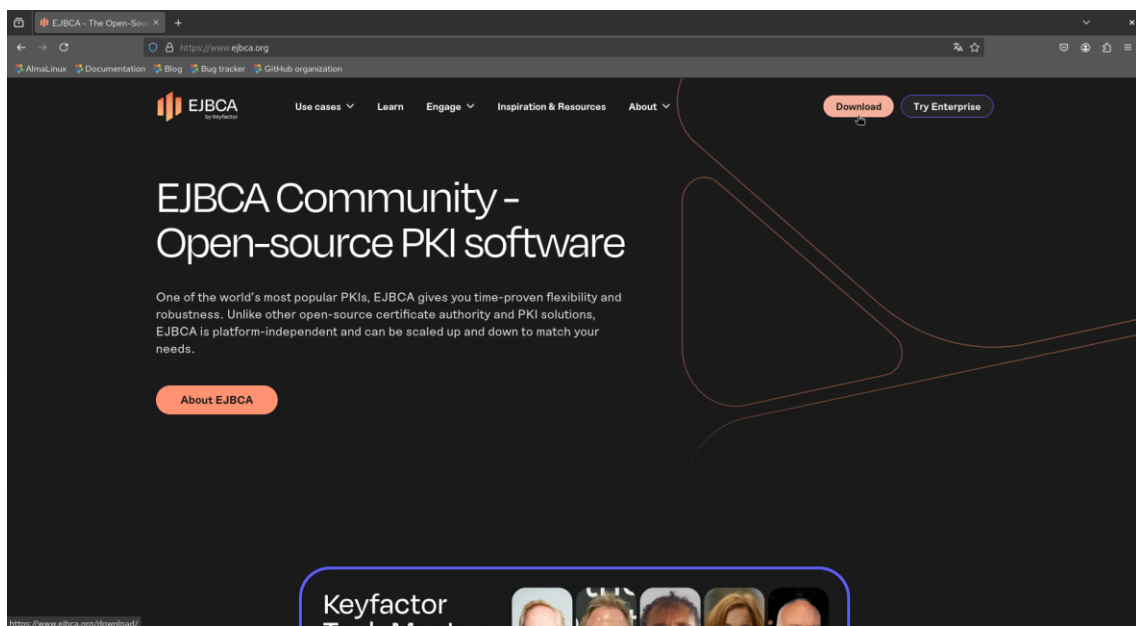 EJBCA - The Open-Sou
https://www.ejbca.org
AlmaLinux Documentation Blog Bug tracker GitHub organization
EJBCA
by Keyfactor
Use cases Learn Engage Inspiration & Resources About
Download Try Enterprise
EJBCA Community -
Open-source PKI software
One of the world's most popular PKIs, EJBCA gives you time-proven flexibility and
robustness. Unlike other open-source certificate authority and PKI solutions,
EJBCA is platform-independent and can be scaled up and down to match your
needs.
About EJBCA
Keyfactor
https://www.ejbca.org/download/